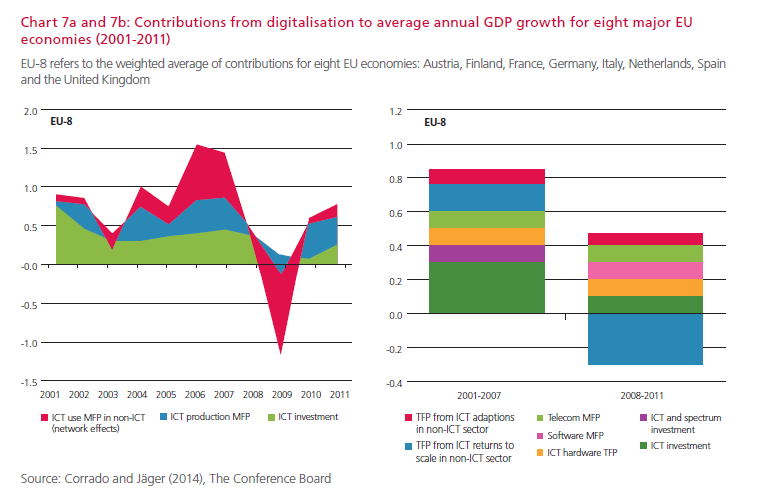 Chart 7a and 7b: Contributions from digitalisation to average annual GDP growth for eight major EU
economies (2001-2011)
EU-8 refers to the weighted average of contributions for eight EU economies: Austria, Finland, France, Germany, Italy, Netherlands, Spain
and the United Kingdom
2.0
EU-8
1.5
1.0
0.5
-0.0
-0.5
-1.0
-1.5
2001 2002 2003 2004 2005 2006 2007 2008 2009 2010 2011
ICT use MFP in non-ICT
(network effects)
ICT production MFP
ICT investment
1.2
EU-8
1.0
0.8
0.6
0.4
0.2
0.0
-0.2
-0.4
2001-2007 2008-2011
TFP from ICT adaptions
in non-ICT sector
TFP from ICT returns to
scale in non-ICT sector
Telecom MFP
Software MFP
ICT hardware TFP
ICT and spectrum
investment
ICT investment
Source: Corrado and Jäger (2014), The Conference Board